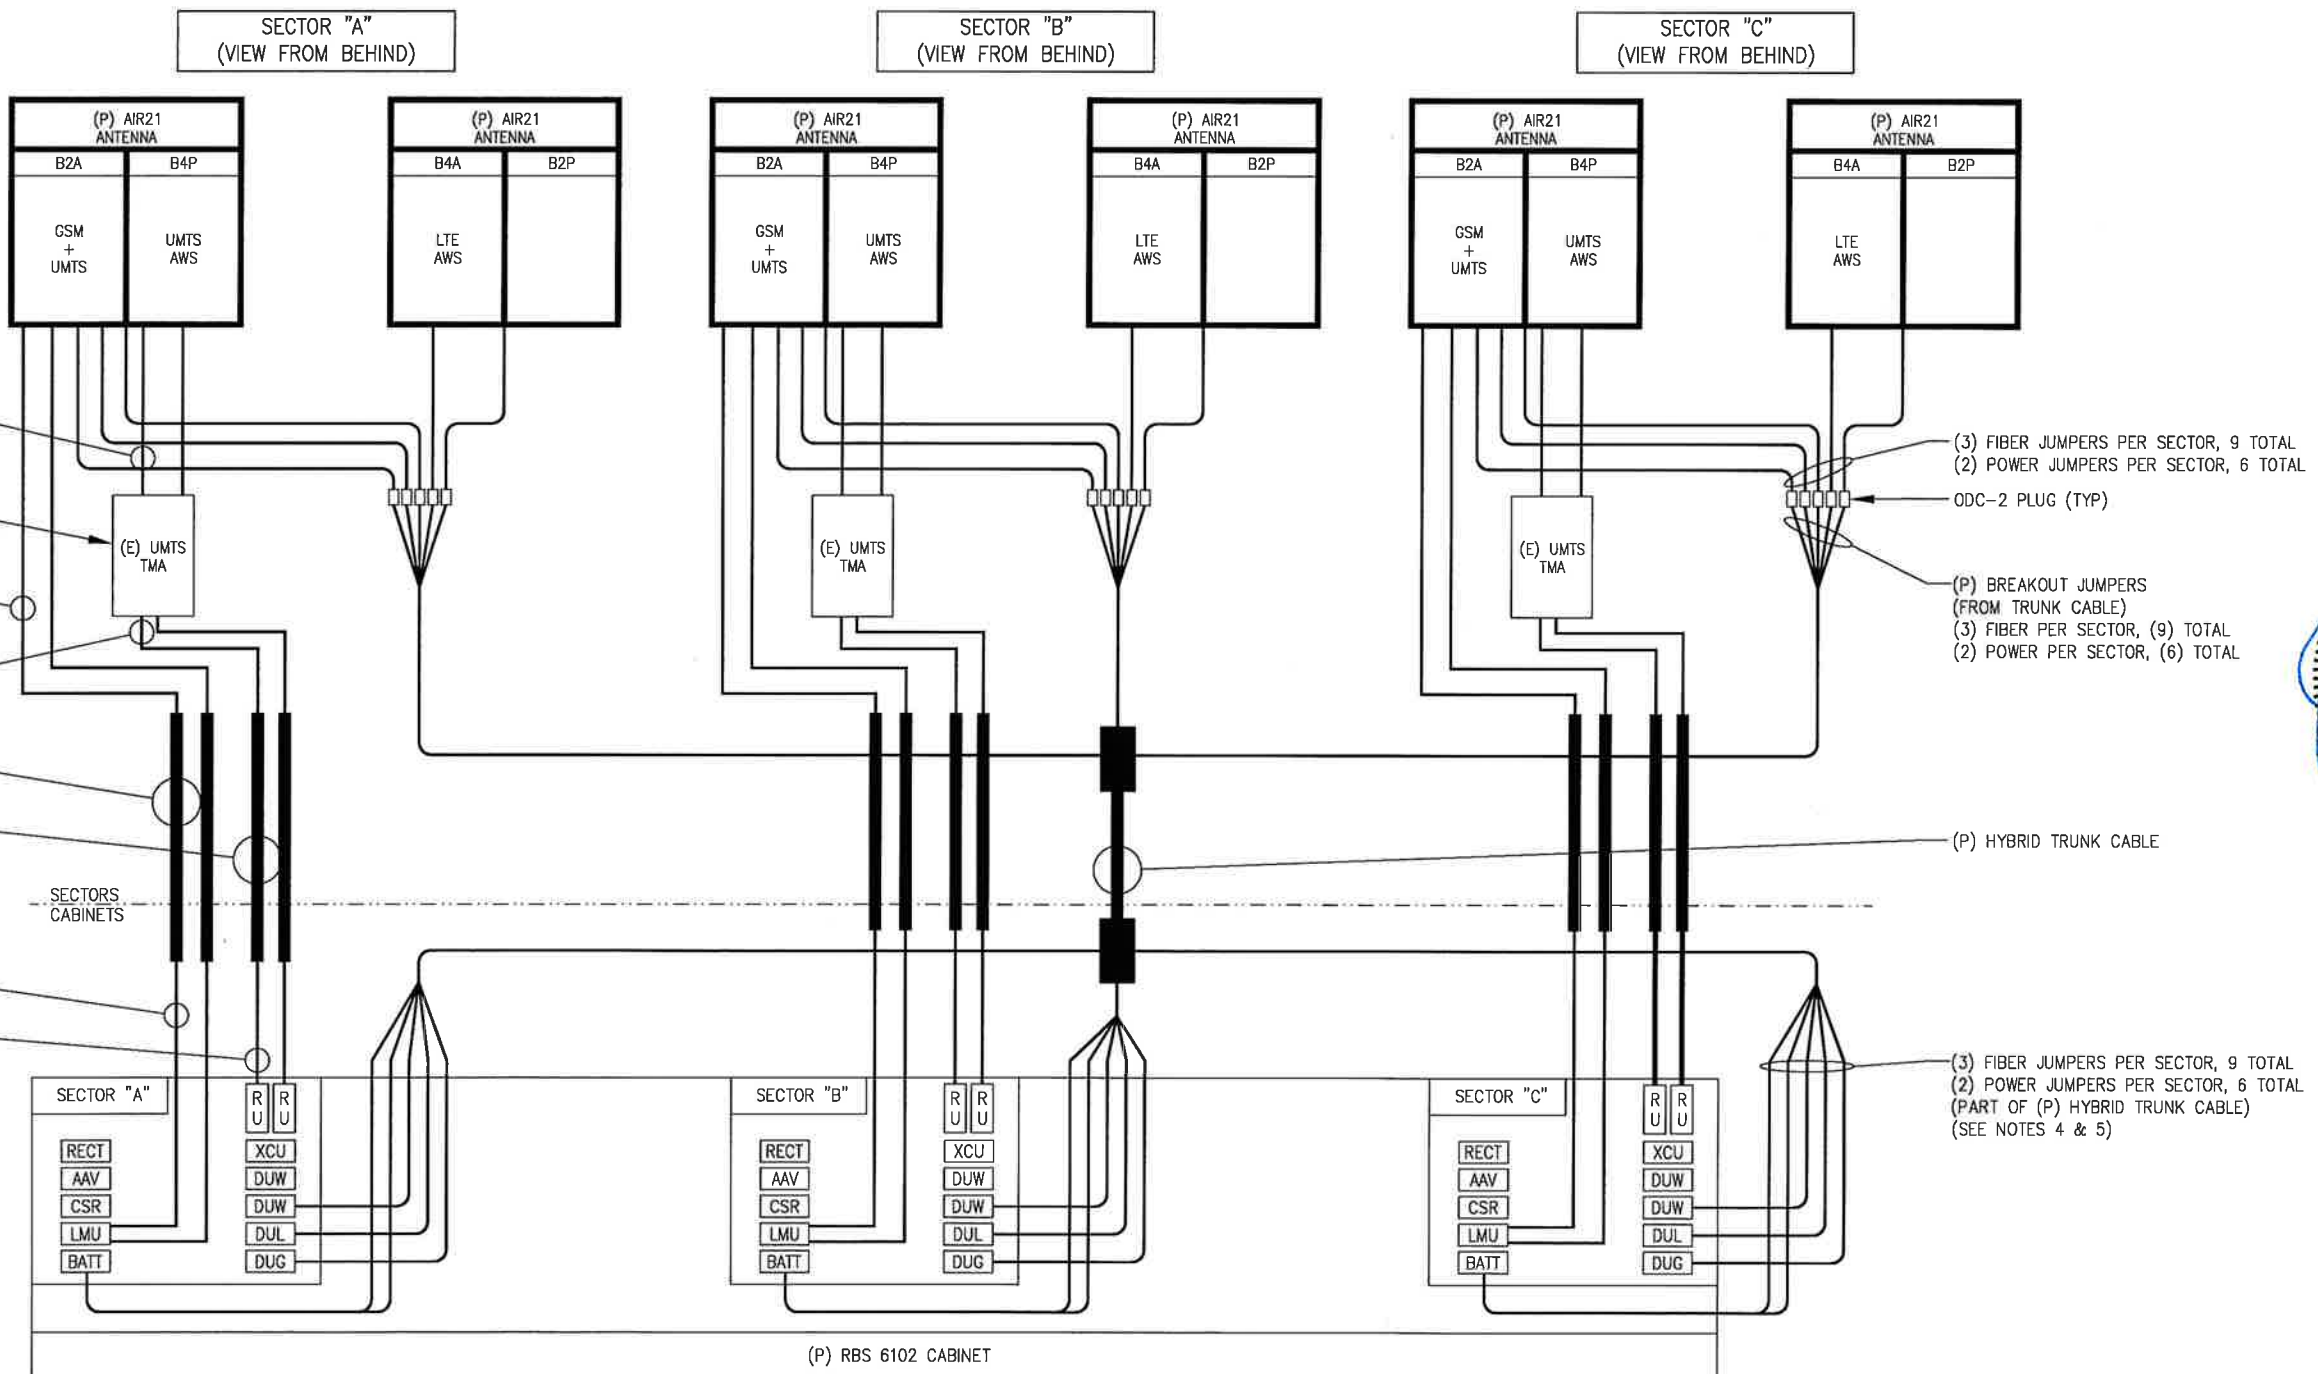 SECTOR "A"
(VIEW FROM BEHIND)
SECTOR "B"
(VIEW FROM BEHIND)
SECTOR "C"
(VIEW FROM BEHIND)
(P) AIR21
ANTENNA
B2A
B4P
GSM
+
UMTS
UMTS
AWS
(P) AIR21
ANTENNA
B4A
B2P
LTE
AWS
(P) AIR21
ANTENNA
B2A
B4P
GSM
+
UMTS
UMTS
AWS
(P) AIR21
ANTENNA
B4A
B2P
LTE
AWS
(P) AIR21
ANTENNA
B2A
B4P
GSM
+
UMTS
UMTS
AWS
(P) AIR21
ANTENNA
B4A
B2P
LTE
AWS
(3) FIBER JUMPERS PER SECTOR, 9 TOTAL
(2) POWER JUMPERS PER SECTOR, 6 TOTAL
ODC-2 PLUG (TYP)
(E) UMTS
TMA
(E) UMTS
TMA
(E) UMTS
TMA
(P) BREAKOUT JUMPERS
(FROM TRUNK CABLE)
(3) FIBER PER SECTOR, (9) TOTAL
(2) POWER PER SECTOR, (6) TOTAL
(P) HYBRID TRUNK CABLE
SECTORS
CABINETS
(3) FIBER JUMPERS PER SECTOR, 9 TOTAL
(2) POWER JUMPERS PER SECTOR, 6 TOTAL
(PART OF (P) HYBRID TRUNK CABLE)
(SEE NOTES 4 & 5)
SECTOR "A"
RU
RU
RECT
AAV
CSR
LMU
BATT
XCU
DUW
DUW
DUL
DUG
SECTOR "B"
RU
RU
RECT
AAV
CSR
LMU
BATT
XCU
DUW
DUW
DUL
DUG
SECTOR "C"
RU
RU
RECT
AAV
CSR
LMU
BATT
XCU
DUW
DUW
DUL
DUG
(P) RBS 6102 CABINET